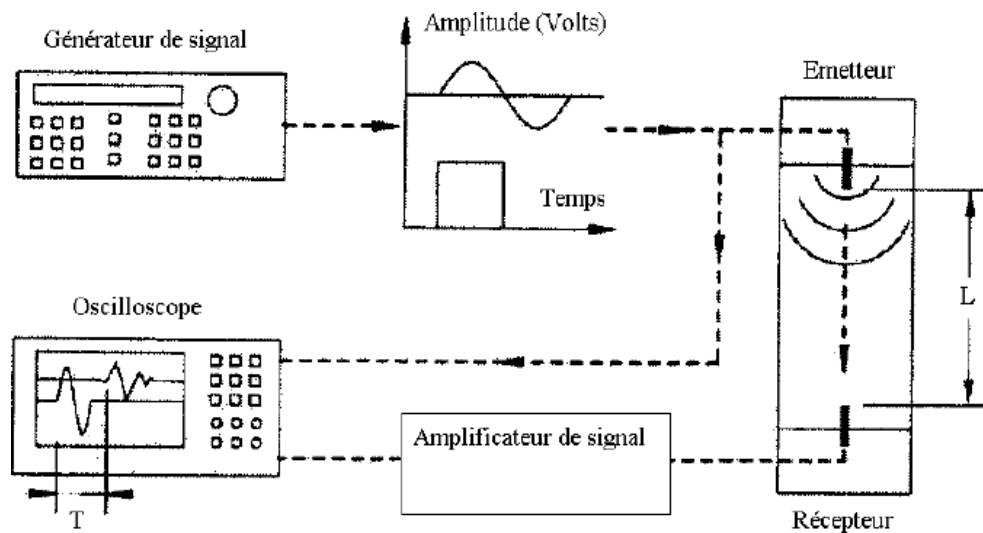 Générateur de signal
Amplitude (Volts)
Emetteur
Temps
L
Oscilloscope
Amplificateur de signal
T
Récepteur